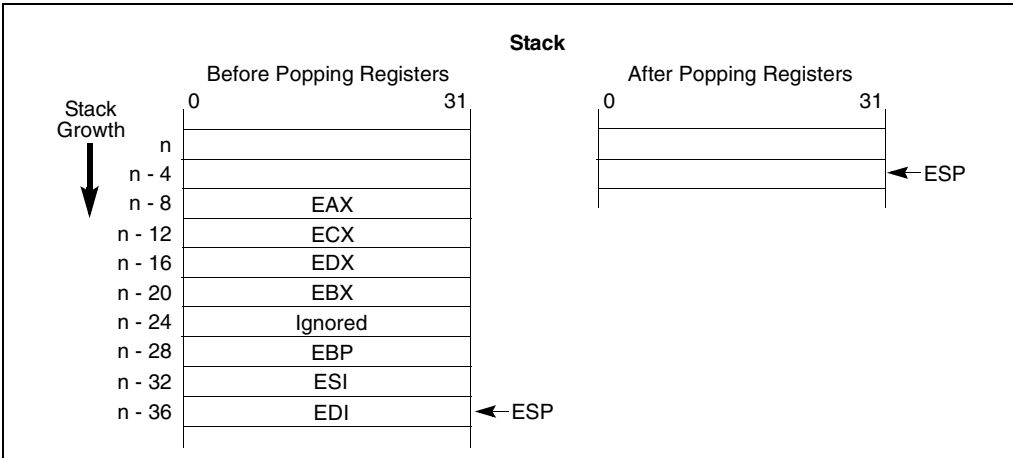 Stack
Before Popping Registers
After Popping Registers
0 31
0 31
Stack
Growth
n
n - 4
ESP
n - 8 EAX
n - 12 ECX
n - 16 EDX
n - 20 EBX
n - 24 Ignored
n - 28 EBP
n - 32 ESI
n - 36 EDI ESP